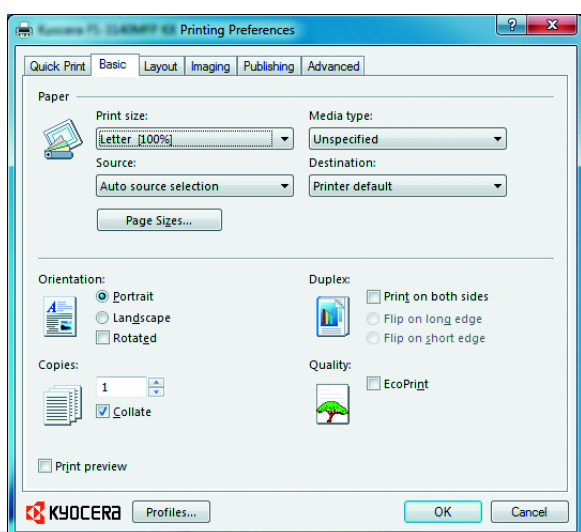 Printing Preferences
Quick Print Basic Layout Imaging Publishing Advanced
Paper
Print size: Media type:
Letter [100%] Unspecified
Source: Destination:
Auto source selection Printer default
Page Sizes...
Orientation: Duplex:
Portrait Print on both sides
Landscape Flip on long edge
Rotated Flip on short edge
Copies: Quality:
1 EcoPrint
Collate
Print preview
KYOCERA Profiles... OK Cancel